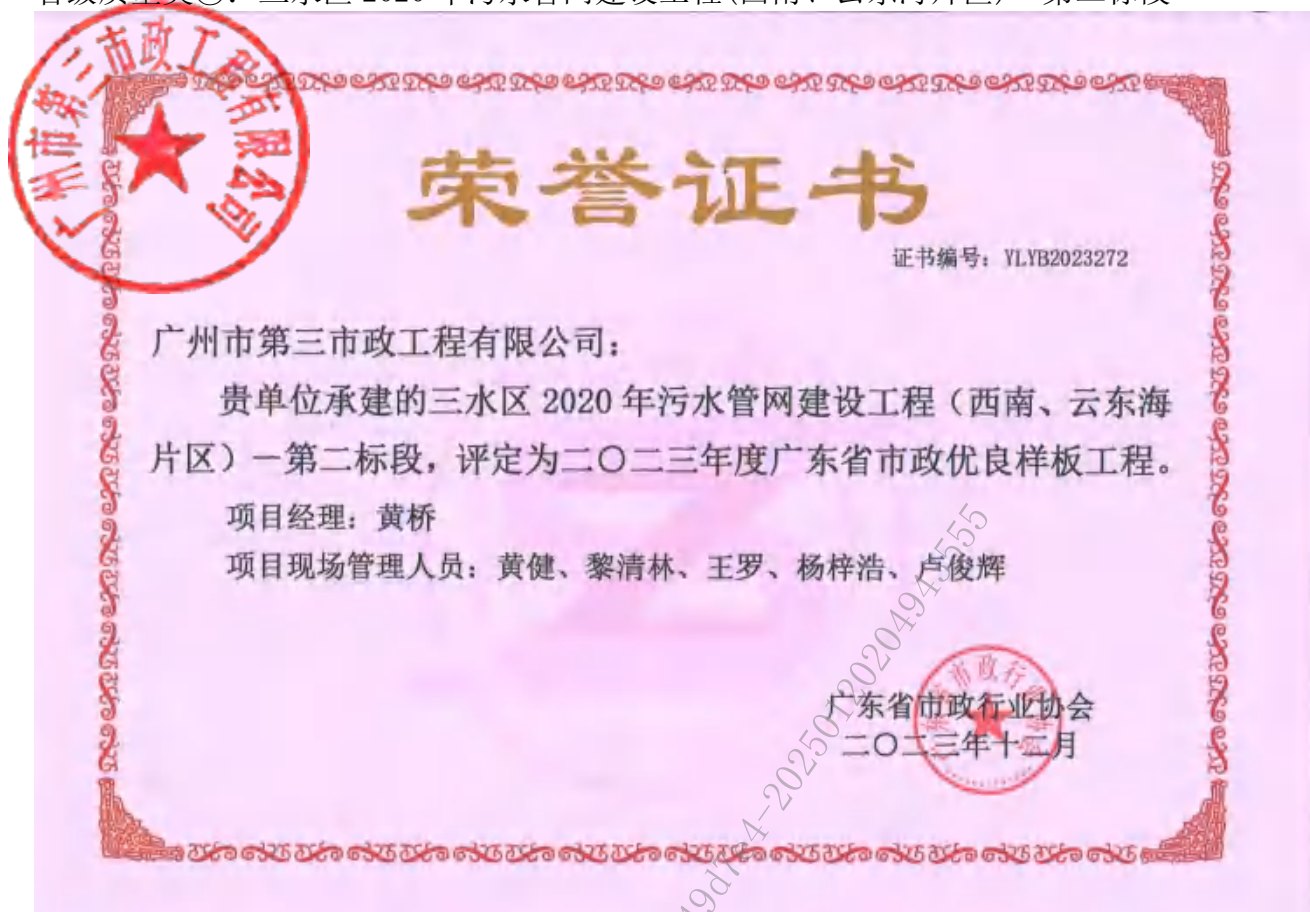 广州市第三市政工程有限公司
荣誉证书
证书编号：YLYB2023272
广州市第三市政工程有限公司：
贵单位承建的三水区 2020 年污水管网建设工程（西南、云东海
片区）一第二标段，评定为二〇二三年度广东省市政优良样板工程。
项目经理：黄桥
项目现场管理人员：黄健、黎清林、王罗、杨梓浩、卢俊辉
广东省市政行业协会
二〇二三年十二月